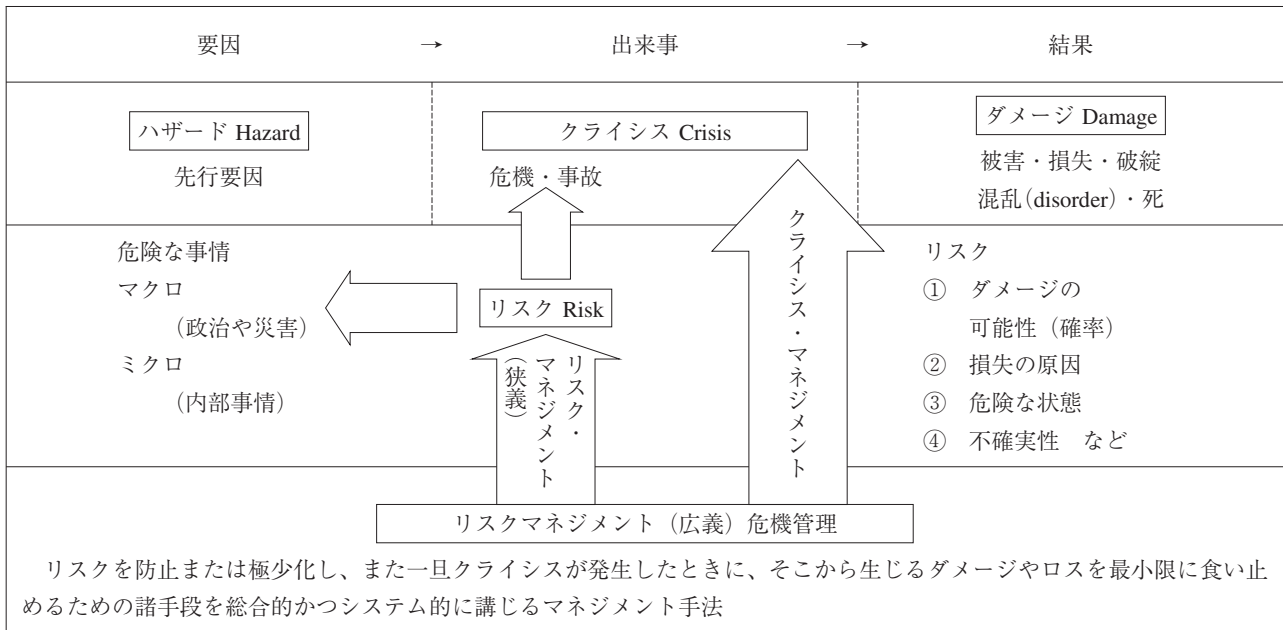 要因 → 出来事 → 結果
ハザード Hazard
先行要因
クライシス Crisis
危機・事故
ダメージ Damage
被害・損失・破綻
混乱(disorder)・死
危険な事情
マクロ
(政治や災害)
ミクロ
(内部事情)
リスク Risk
リスク・
マネジメント
(狭義)
クライシス・マネジメント
リスク
① ダメージの
可能性(確率)
② 損失の原因
③ 危険な状態
④ 不確実性 など
リスクマネジメント(広義)危機管理
リスクを防止または極少化し、また一旦クライシスが発生したときに、そこから生じるダメージやロスを最小限に食い止
めるための諸手段を総合的かつシステム的に講じるマネジメント手法